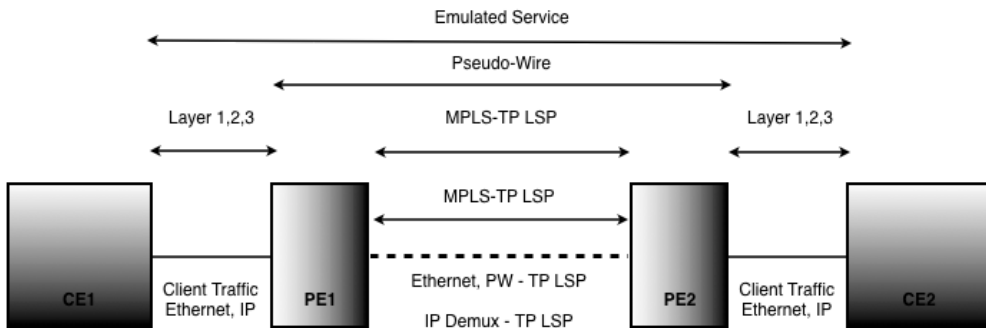 Emulated Service
Pseudo-Wire
Layer 1,2,3
MPLS-TP LSP
Layer 1,2,3
MPLS-TP LSP
CE1
Client Traffic
Ethernet, IP
PE1
Ethernet, PW - TP LSP
IP Demux - TP LSP
PE2
Client Traffic
Ethernet, IP
CE2